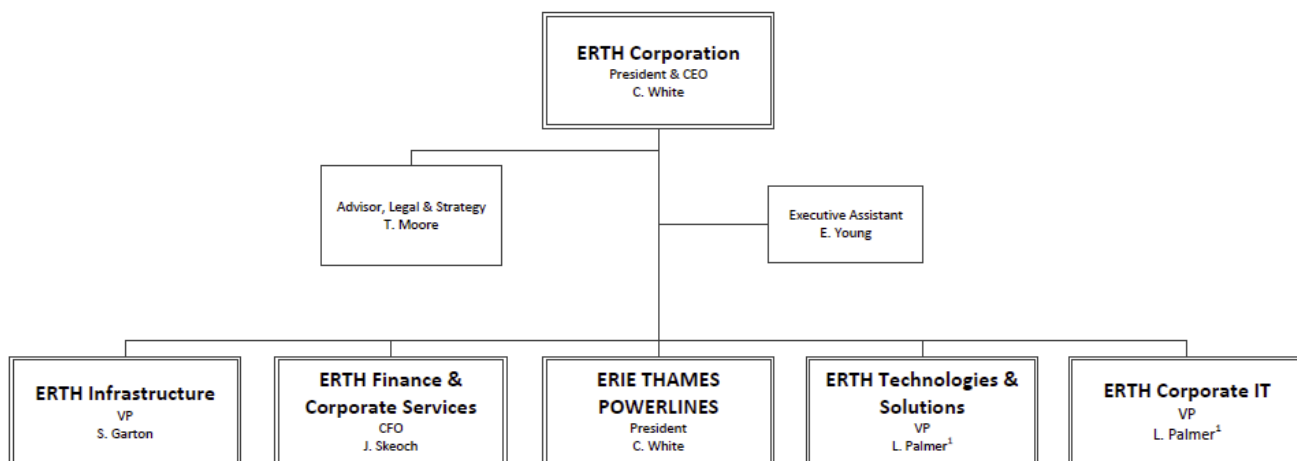 ERTH Corporation
President & CEO
C. White
Advisor, Legal & Strategy
T. Moore
Executive Assistant
E. Young
ERTH Infrastructure
VP
S. Garton
ERTH Finance &
Corporate Services
CFO
J. Skeoch
ERIE THAMES
POWERLINES
President
C. White
ERTH Technologies &
Solutions
VP
L. Palmer¹
ERTH Corporate IT
VP
L. Palmer¹